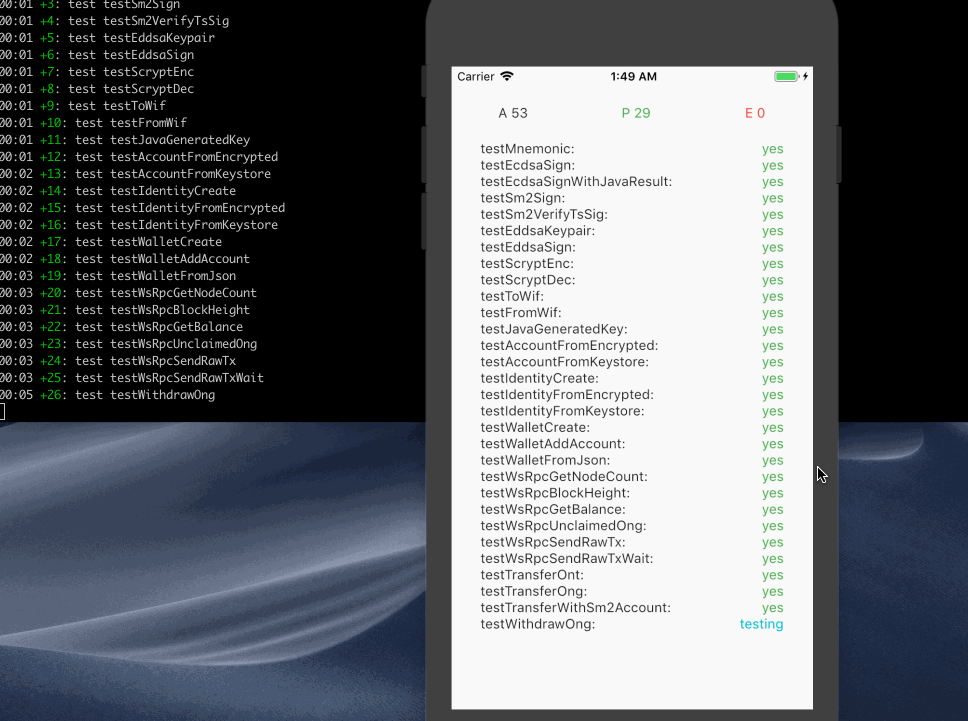 00:01 +3: test testSm2Sign
00:01 +4: test testSm2VerifyTsSig
00:01 +5: test testEddsaKeypair
00:01 +6: test testEddsaSign
00:01 +7: test testScryptEnc
00:01 +8: test testScryptDec
00:01 +9: test testToWif
00:01 +10: test testFromWif
00:01 +11: test testJavaGeneratedKey
00:01 +12: test testAccountFromEncrypted
00:02 +13: test testAccountFromKeystore
00:02 +14: test testIdentityCreate
00:02 +15: test testIdentityFromEncrypted
00:02 +16: test testIdentityFromKeystore
00:02 +17: test testWalletCreate
00:02 +18: test testWalletAddAccount
00:03 +19: test testWalletFromJson
00:03 +20: test testWsRpcGetNodeCount
00:03 +21: test testWsRpcBlockHeight
00:03 +22: test testWsRpcGetBalance
00:03 +23: test testWsRpcUnclaimedOng
00:03 +24: test testWsRpcSendRawTx
00:03 +25: test testWsRpcSendRawTxWait
00:05 +26: test testWithdrawOng
Carrier 1:49 AM
A 53 P 29 E 0
testMnemonic: yes
testEcdsaSign: yes
testEcdsaSignWithJavaResult: yes
testSm2Sign: yes
testSm2VerifyTsSig: yes
testEddsaKeypair: yes
testEddsaSign: yes
testScryptEnc: yes
testScryptDec: yes
testToWif: yes
testFromWif: yes
testJavaGeneratedKey: yes
testAccountFromEncrypted: yes
testAccountFromKeystore: yes
testIdentityCreate: yes
testIdentityFromEncrypted: yes
testIdentityFromKeystore: yes
testWalletCreate: yes
testWalletAddAccount: yes
testWalletFromJson: yes
testWsRpcGetNodeCount: yes
testWsRpcBlockHeight: yes
testWsRpcGetBalance: yes
testWsRpcUnclaimedOng: yes
testWsRpcSendRawTx: yes
testWsRpcSendRawTxWait: yes
testTransferOnt: yes
testTransferOng: yes
testTransferWithSm2Account: yes
testWithdrawOng: testing